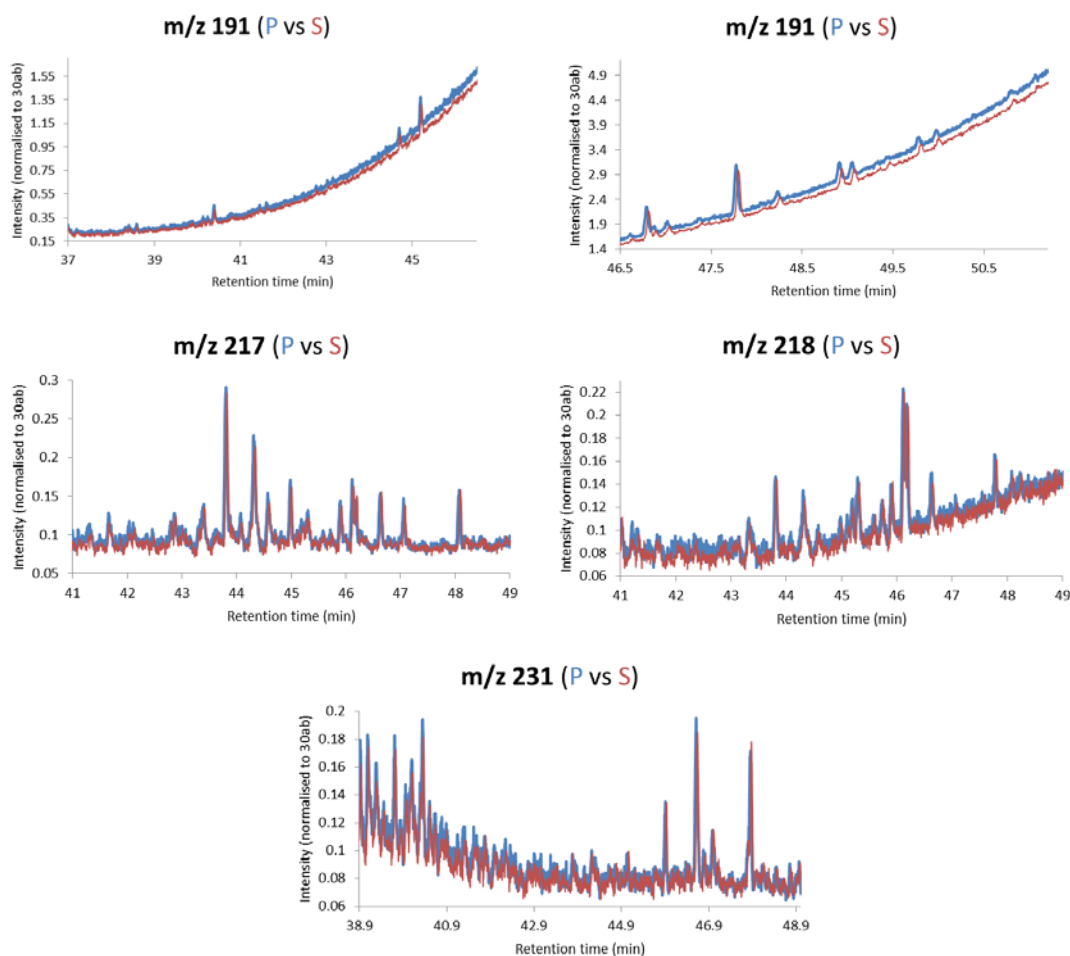 m/z 191 (P vs S)
Intensity (normalised to 30ab)
1.55
1.35
1.15
0.95
0.75
0.55
0.35
0.15
37 39 41 43 45
Retention time (min)
m/z 191 (P vs S)
Intensity (normalised to 30ab)
4.9
4.4
3.9
3.4
2.9
2.4
1.9
1.4
46.5 47.5 48.5 49.5 50.5
Retention time (min)
m/z 217 (P vs S)
Intensity (normalised to 30ab)
0.3
0.25
0.2
0.15
0.1
0.05
41 42 43 44 45 46 47 48 49
Retention time (min)
m/z 218 (P vs S)
Intensity (normalised to 30ab)
0.22
0.2
0.18
0.16
0.14
0.12
0.1
0.08
0.06
41 42 43 44 45 46 47 48 49
Retention time (min)
m/z 231 (P vs S)
Intensity (normalised to 30ab)
0.2
0.18
0.16
0.14
0.12
0.1
0.08
0.06
38.9 40.9 42.9 44.9 46.9 48.9
Retention time (min)